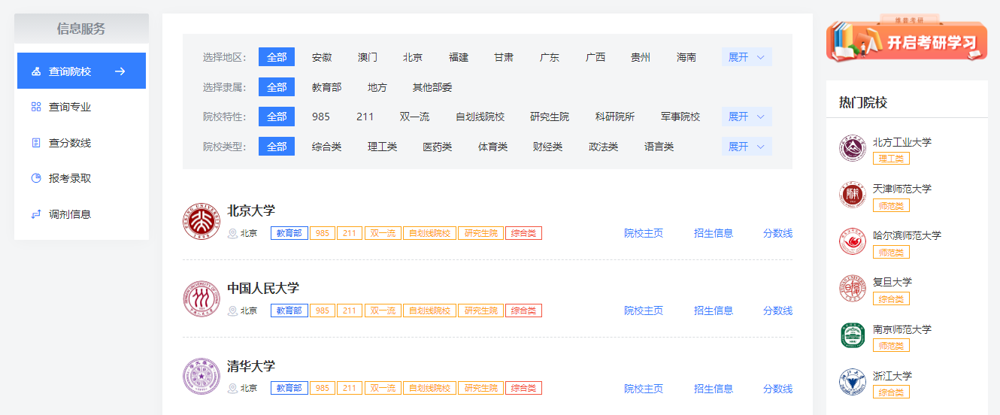 信息服务
查询院校
查询专业
查分数线
报考录取
调剂信息
选择地区： 全部 安徽 澳门 北京 福建 甘肃 广东 广西 贵州 海南 展开
选择隶属： 全部 教育部 地方 其他部委
院校特性： 全部 985 211 双一流 自划线院校 研究生院 科研院所 军事院校 展开
院校类型： 全部 综合类 理工类 医药类 体育类 财经类 政法类 语言类 展开
北京大学
北京 教育部 985 211 双一流 自划线院校 研究生院 综合类 院校主页 招生信息 分数线
中国人民大学
北京 教育部 985 211 双一流 自划线院校 研究生院 综合类 院校主页 招生信息 分数线
清华大学
北京 教育部 985 211 双一流 自划线院校 研究生院 综合类 院校主页 招生信息 分数线
维普考研
开启考研学习
热门院校
北方工业大学
理工类
天津师范大学
师范类
哈尔滨师范大学
师范类
复旦大学
综合类
南京师范大学
师范类
浙江大学
综合类